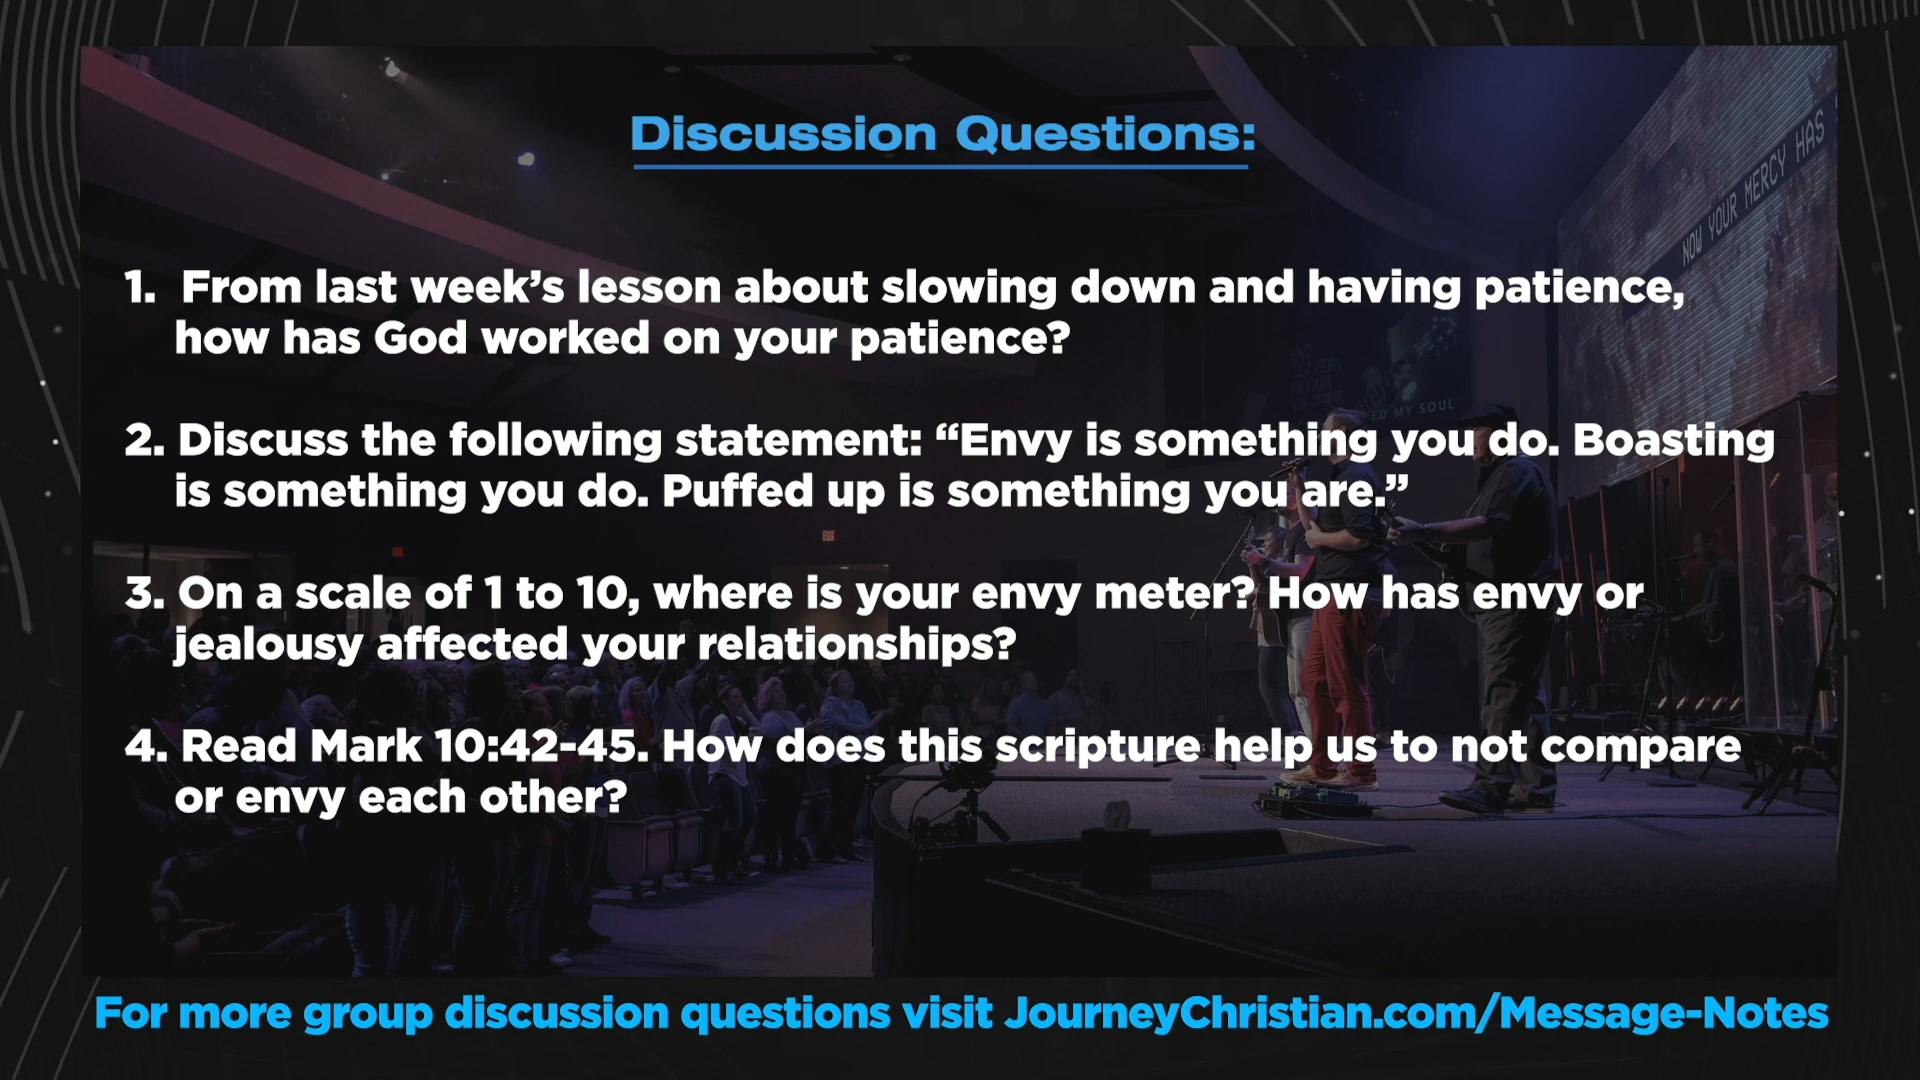 Discussion Questions:
NOW YOUR MERCY HAS
1. From last week’s lesson about slowing down and having patience,
how has God worked on your patience?
MY SOUL
2. Discuss the following statement: “Envy is something you do. Boasting
is something you do. Puffed up is something you are.”
3. On a scale of 1 to 10, where is your envy meter? How has envy or
jealousy affected your relationships?
4. Read Mark 10:42-45. How does this scripture help us to not compare
or envy each other?
For more group discussion questions visit JourneyChristian.com/Message-Notes